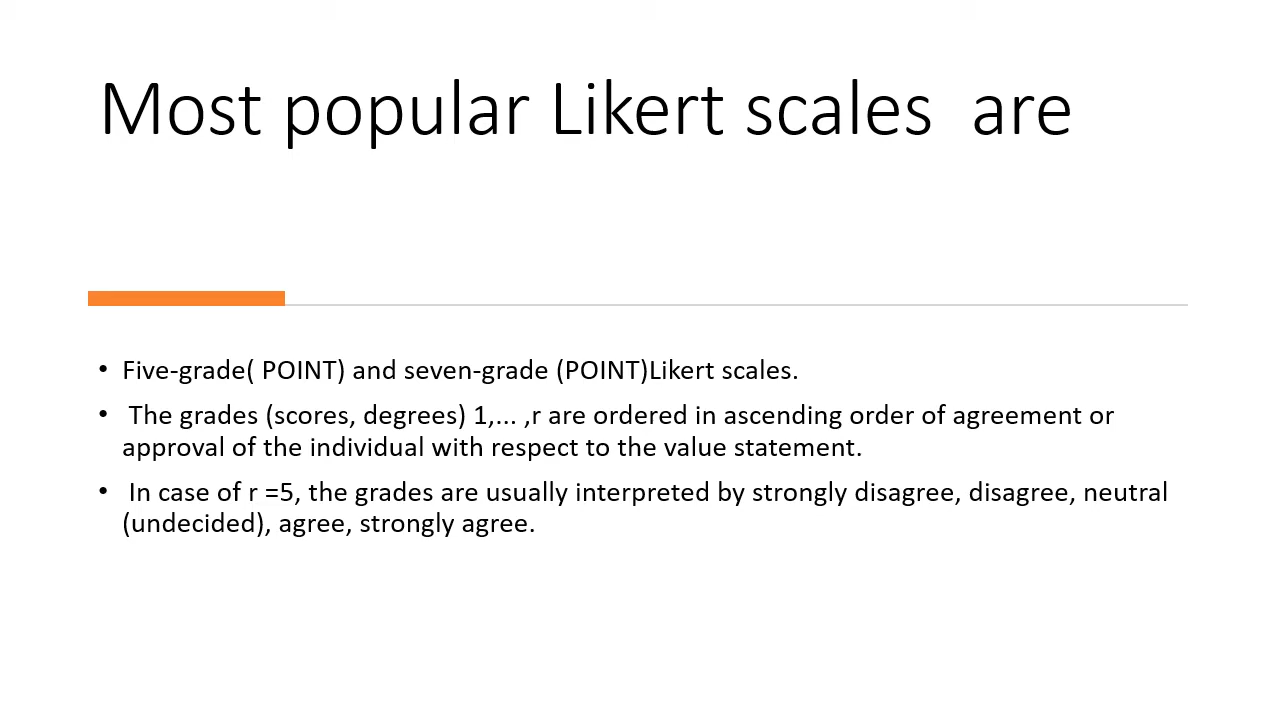 Most popular Likert scales  are
• Five-grade( POINT) and seven-grade (POINT)Likert scales.
•  The grades (scores, degrees) 1,... ,r are ordered in ascending order of agreement or
approval of the individual with respect to the value statement.
•  In case of r =5, the grades are usually interpreted by strongly disagree, disagree, neutral
(undecided), agree, strongly agree.